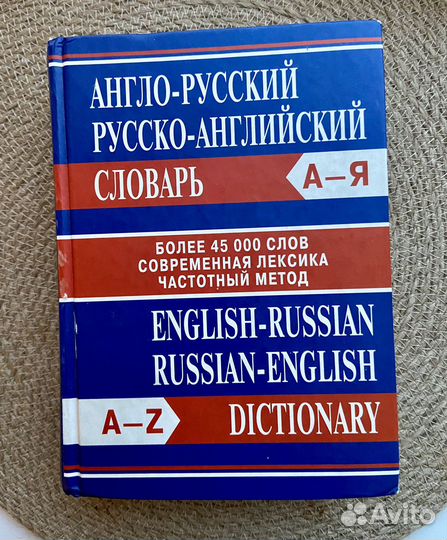 АНГЛО-РУССКИЙ
РУССКО-АНГЛИЙСКИЙ
СЛОВАРЬ А–Я
БОЛЕЕ 45 000 СЛОВ
СОВРЕМЕННАЯ ЛЕКСИКА
ЧАСТОТНЫЙ МЕТОД
ENGLISH-RUSSIAN
RUSSIAN-ENGLISH
A–Z DICTIONARY
Avito